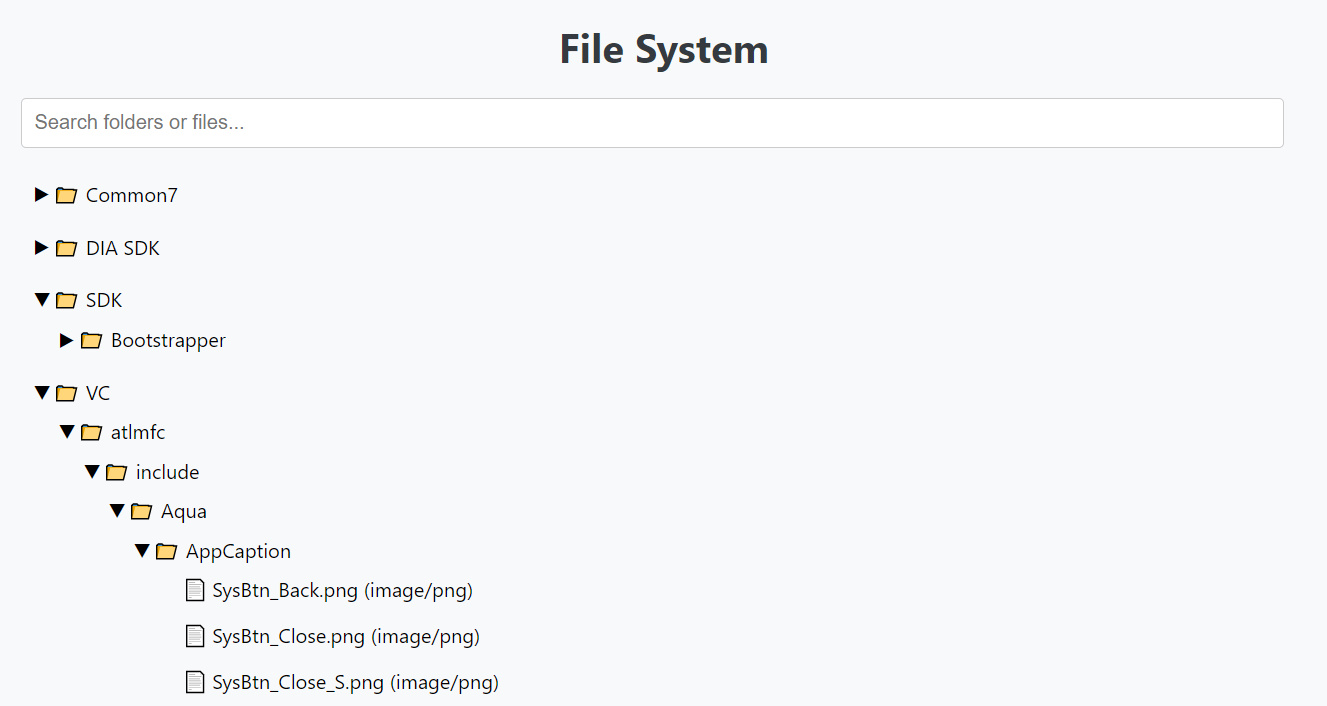 File System
Search folders or files...
Common7
DIA SDK
SDK
Bootstrapper
VC
atlmfc
include
Aqua
AppCaption
SysBtn_Back.png (image/png)
SysBtn_Close.png (image/png)
SysBtn_Close_S.png (image/png)